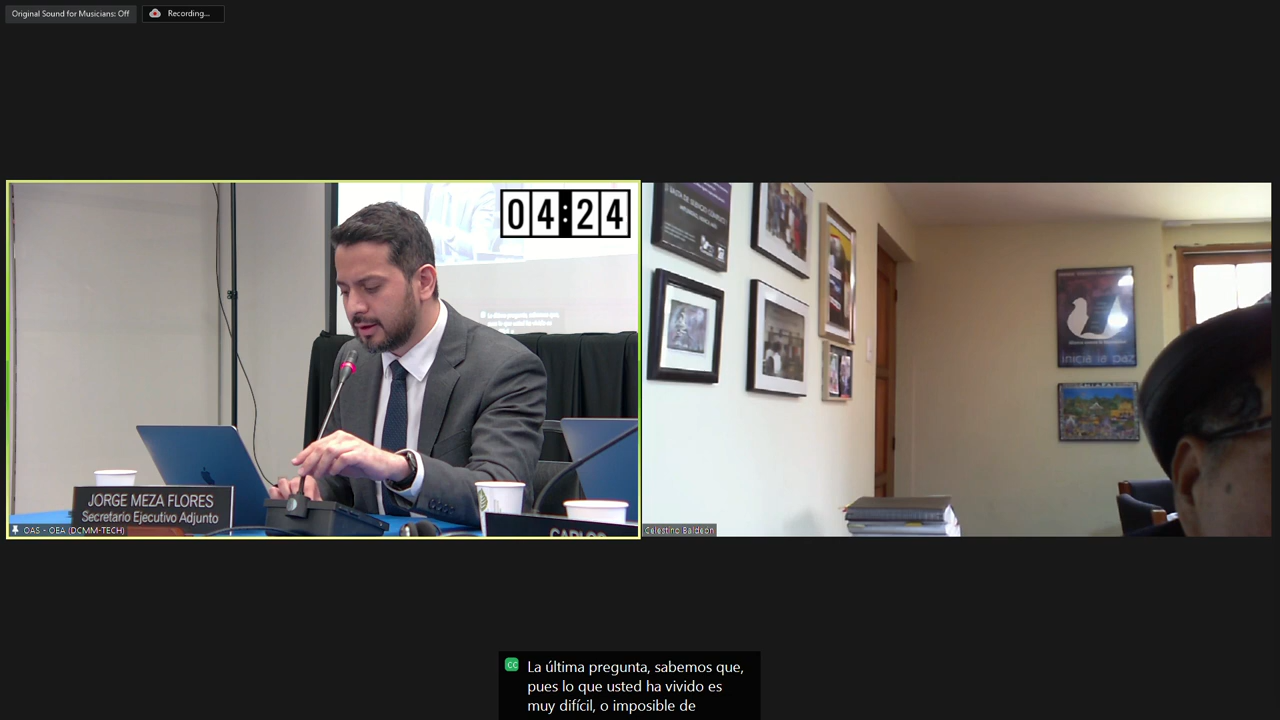 Original Sound for Musicians: Off
Recording...
04:24
JORGE MEZA FLORES
Secretario Ejecutivo Adjunto
OAS - OEA (DCMM-TECH)
CARLOS
Celestino Baldeon
inicia la paz
La última pregunta, sabemos que,
pues lo que usted ha vivido es
muy difícil, o imposible de